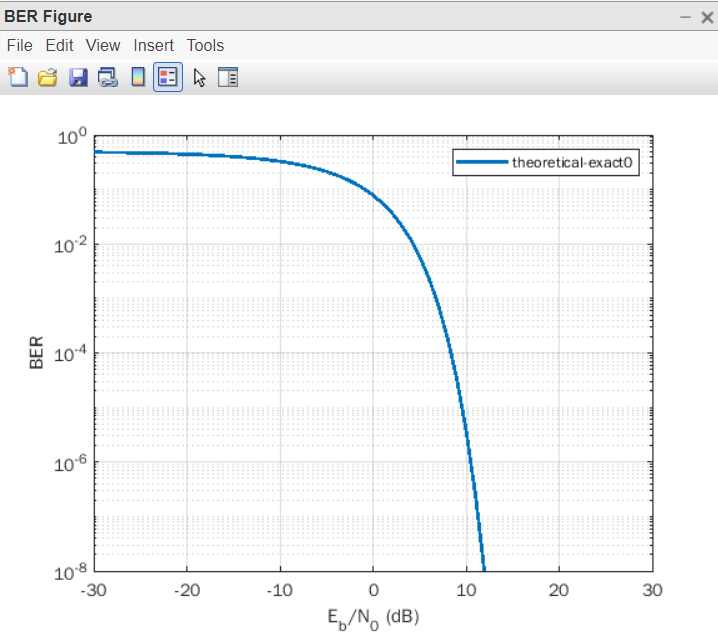 BER Figure
File Edit View Insert Tools
theoretical-exact0
10^0
10^-2
10^-4
10^-6
10^-8
BER
-30 -20 -10 0 10 20 30
E_b/N_0 (dB)